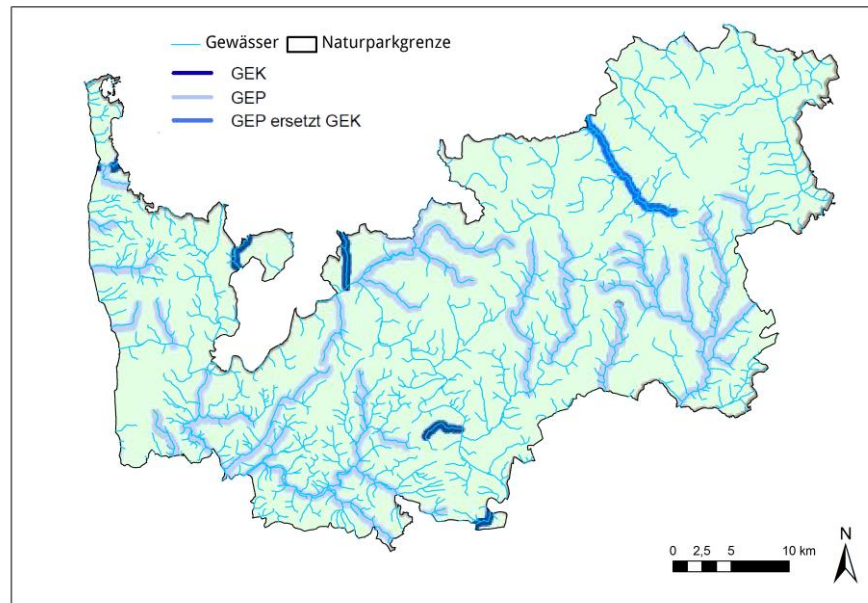 Gewässer Naturparkgrenze
GEK
GEP
GEP ersetzt GEK
N
0 2,5 5 10 km